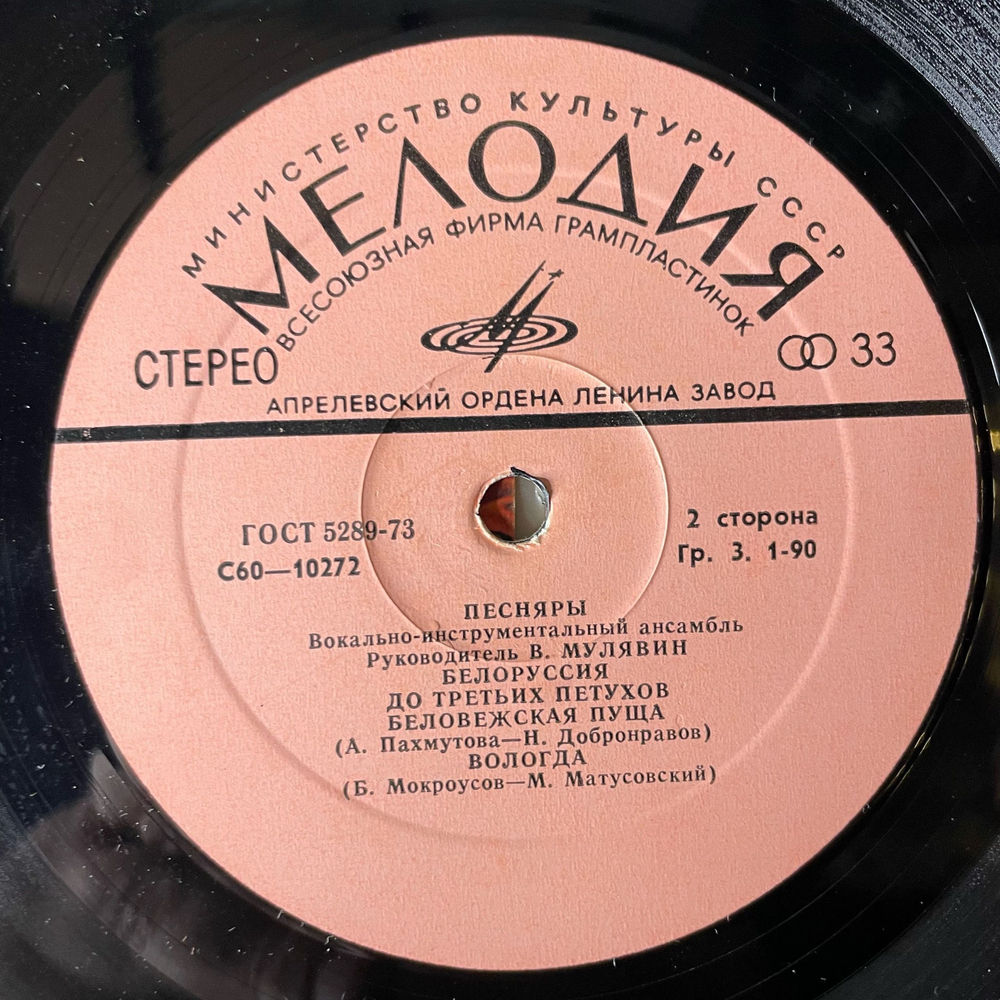 МИНИСТЕРСТВО КУЛЬТУРЫ СССР
МЕЛОДИЯ
ВСЕСОЮЗНАЯ ФИРМА ГРАМПЛАСТИНОК
СТЕРЕО
33
АПРЕЛЕВСКИЙ ОРДЕНА ЛЕНИНА ЗАВОД
ГОСТ 5289-73
С60—10272
2 сторона
Гр. 3. 1-90
ПЕСНЯРЫ
Вокально-инструментальный ансамбль
Руководитель В. МУЛЯВИН
БЕЛОРУССИЯ
ДО ТРЕТЬИХ ПЕТУХОВ
БЕЛОВЕЖСКАЯ ПУЩА
(А. Пахмутова—Н. Добронравов)
ВОЛОГДА
(Б. Мокроусов—М. Матусовский)